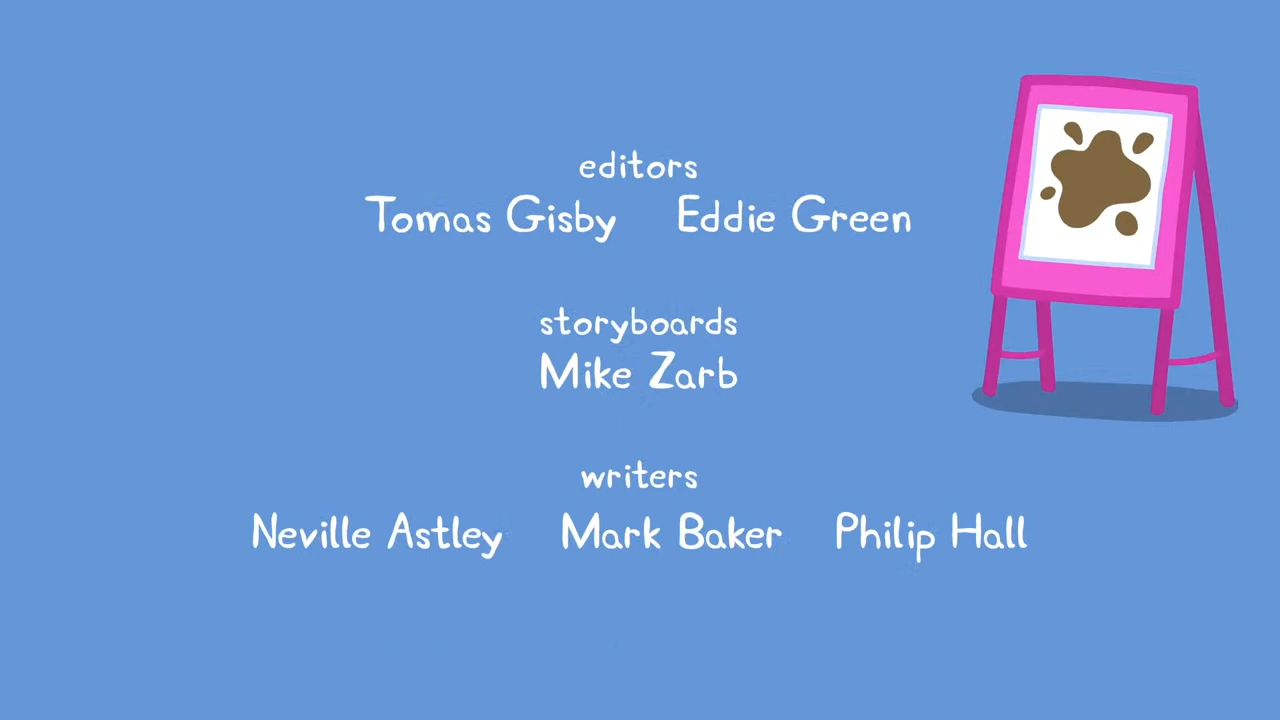 editors
Tomas Gisby Eddie Green
storyboards
Mike Zarb
writers
Neville Astley Mark Baker Philip Hall